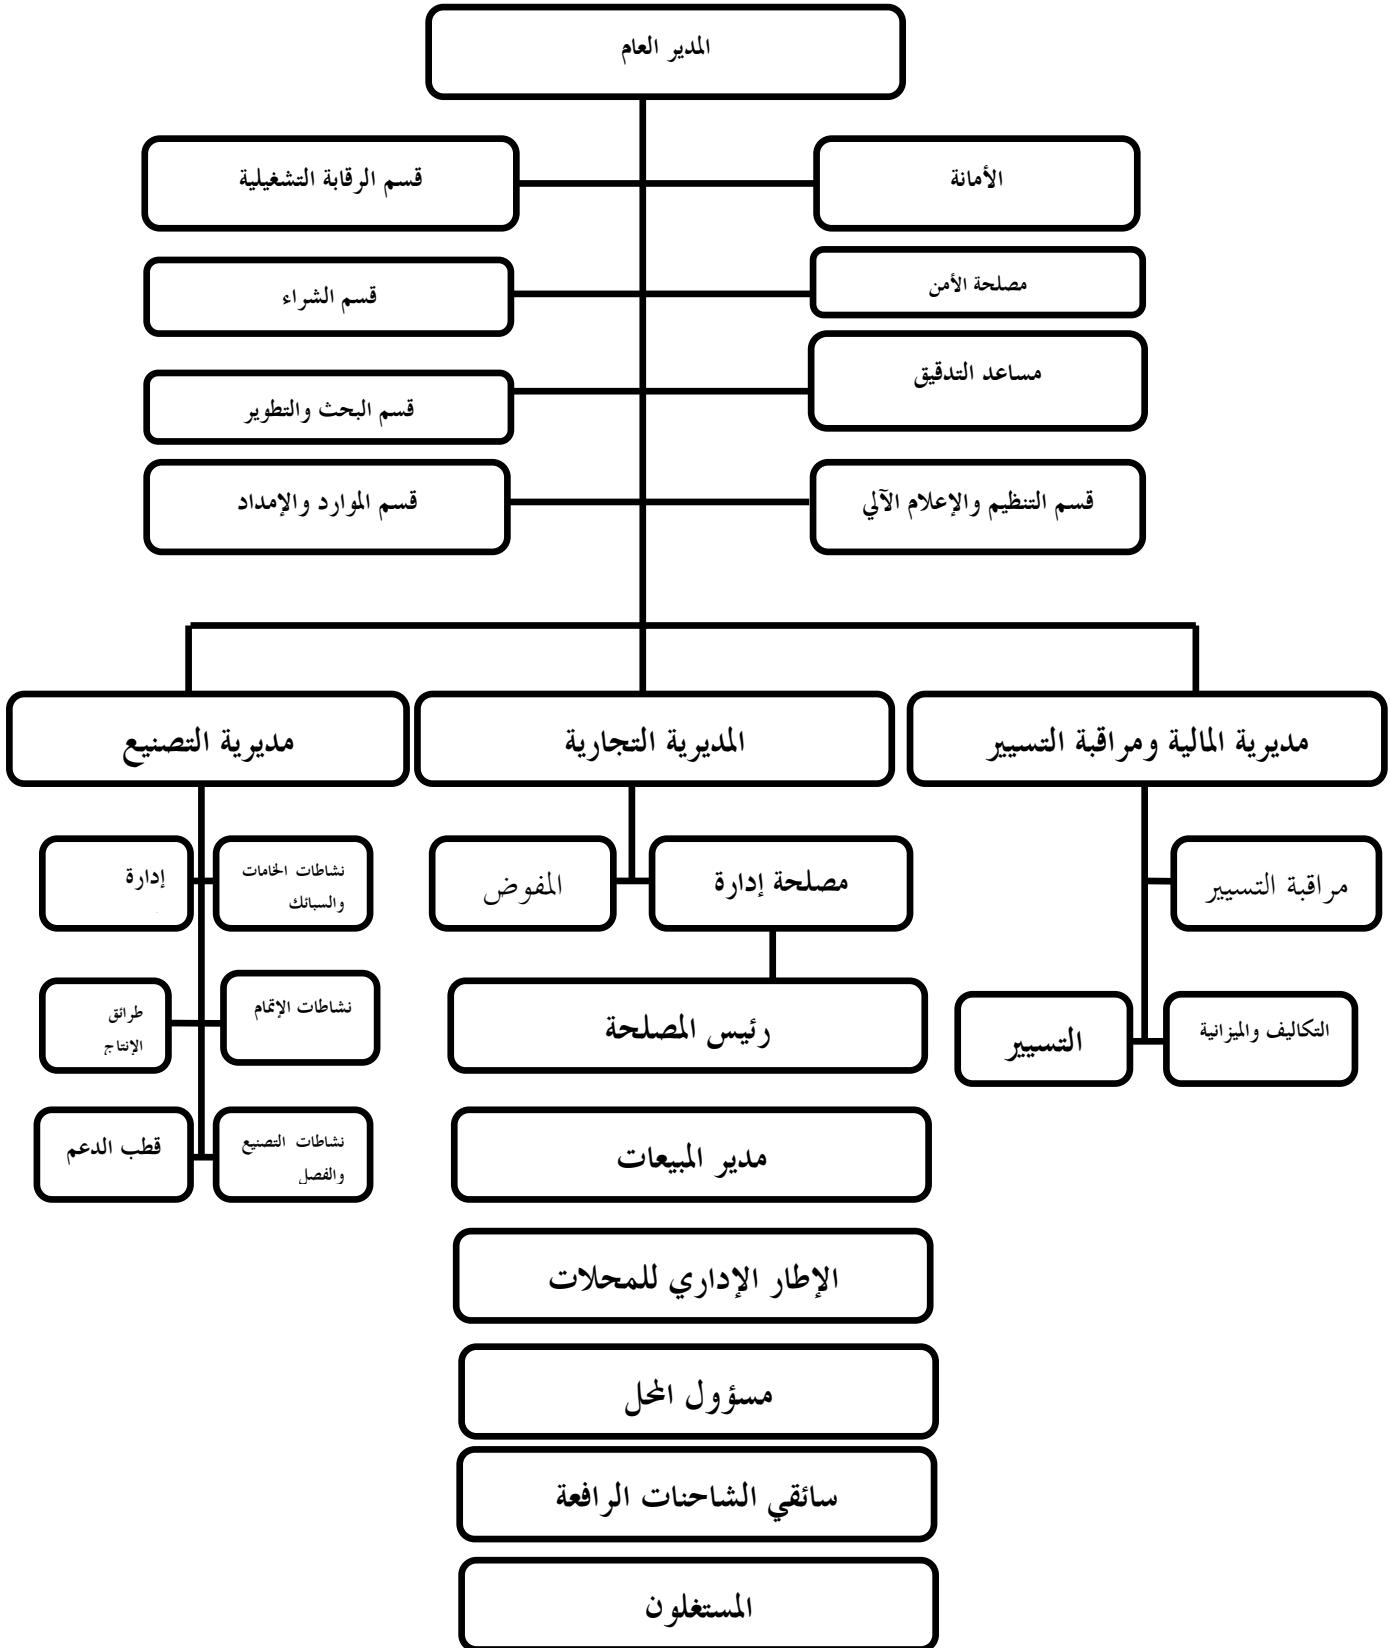 المدير العام
الأمانة
قسم الرقابة التشغيلية
مصلحة الأمن
قسم الشراء
مساعد التدقيق
قسم البحث والتطوير
قسم التنظيم والإعلام الآلي
قسم الموارد والإمداد
مديرية المالية ومراقبة التسيير
المديرية التجارية
مديرية التصنيع
مراقبة التسيير
مصلحة إدارة
المفوض
نشاطات الخامات
والسبائك
إدارة
التكاليف والميزانية
التسيير
رئيس المصلحة
نشاطات الإتمام
طرائق
الإنتاج
مدير المبيعات
نشاطات التصنيع
والفصل
قطب الدعم
الإطار الإداري للمحلات
مسؤول المحل
سائقي الشاحنات الرافعة
المستغلون